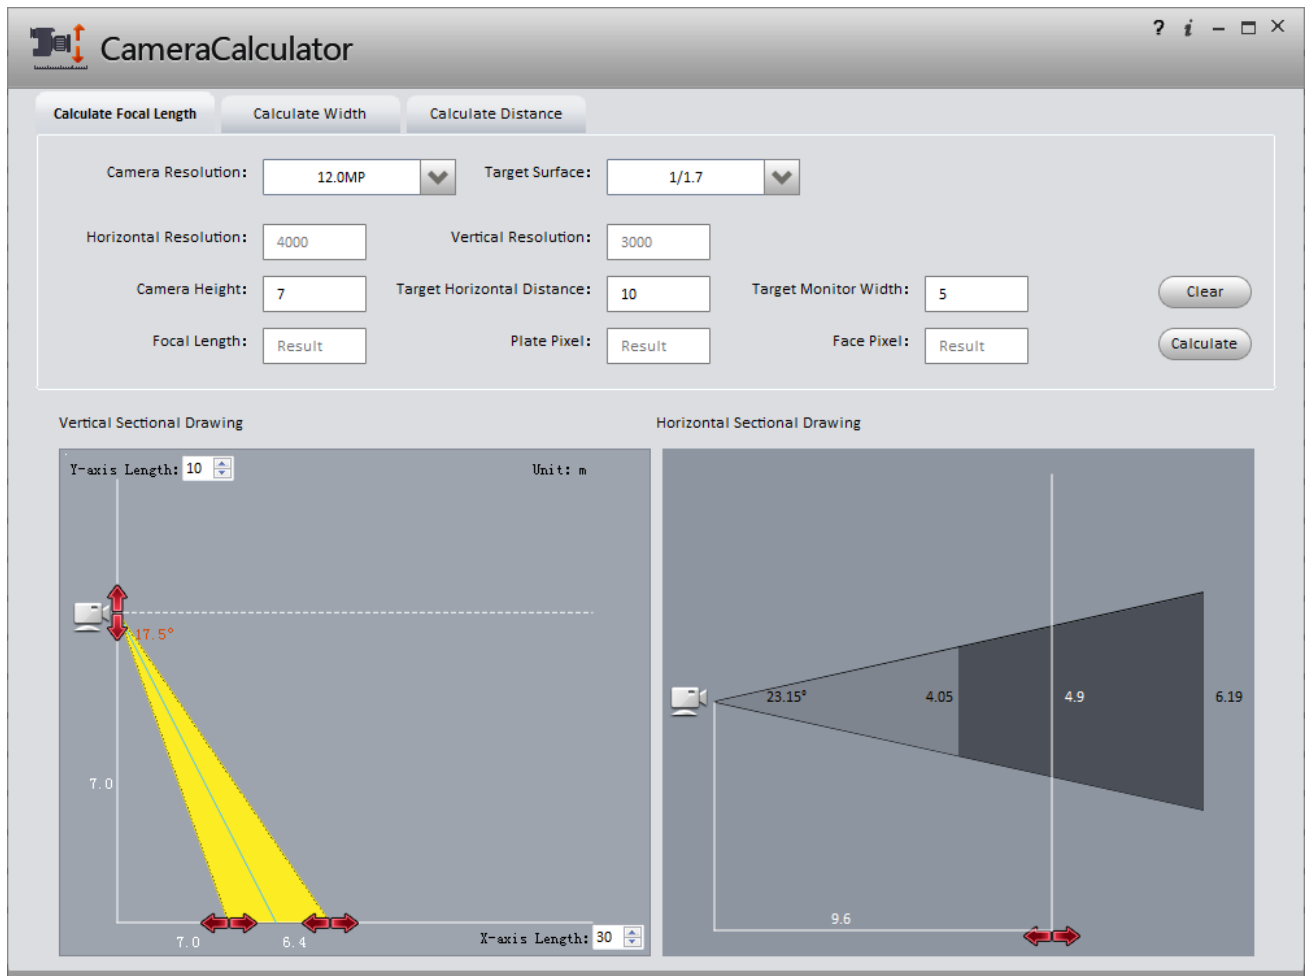 CameraCalculator
? i
Calculate Focal Length Calculate Width Calculate Distance
Camera Resolution: 12.0MP Target Surface: 1/1.7
Horizontal Resolution: 4000 Vertical Resolution: 3000
Camera Height: 7 Target Horizontal Distance: 10 Target Monitor Width: 5 Clear
Focal Length: Result Plate Pixel: Result Face Pixel: Result Calculate
Vertical Sectional Drawing
Y-axis Length: 10 Unit: m
17.5°
7.0
7.0 6.4
X-axis Length: 30
Horizontal Sectional Drawing
23.15° 4.05 4.9 6.19
9.6